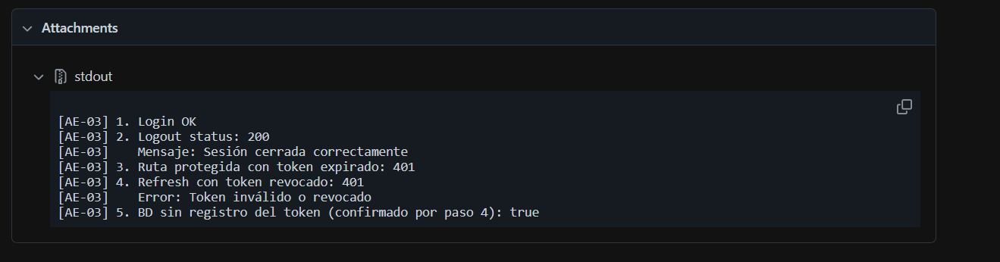 Attachments
stdout
[AE-03] 1. Login OK
[AE-03] 2. Logout status: 200
[AE-03]    Mensaje: Sesión cerrada correctamente
[AE-03] 3. Ruta protegida con token expirado: 401
[AE-03] 4. Refresh con token revocado: 401
[AE-03]    Error: Token inválido o revocado
[AE-03] 5. BD sin registro del token (confirmado por paso 4): true